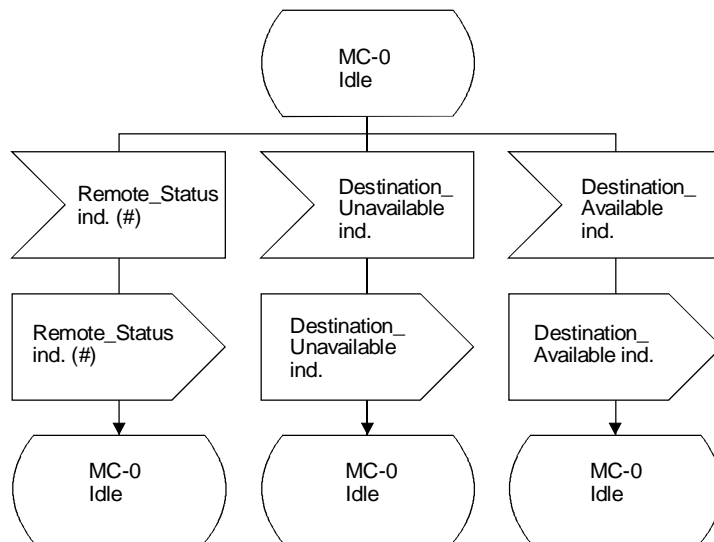 MC-0
Idle
Remote_Status
ind. (#)
Destination_
Unavailable
ind.
Destination_
Available
ind.
Remote_Status
ind. (#)
Destination_
Unavailable
ind.
Destination_
Available ind.
MC-0
Idle
MC-0
Idle
MC-0
Idle